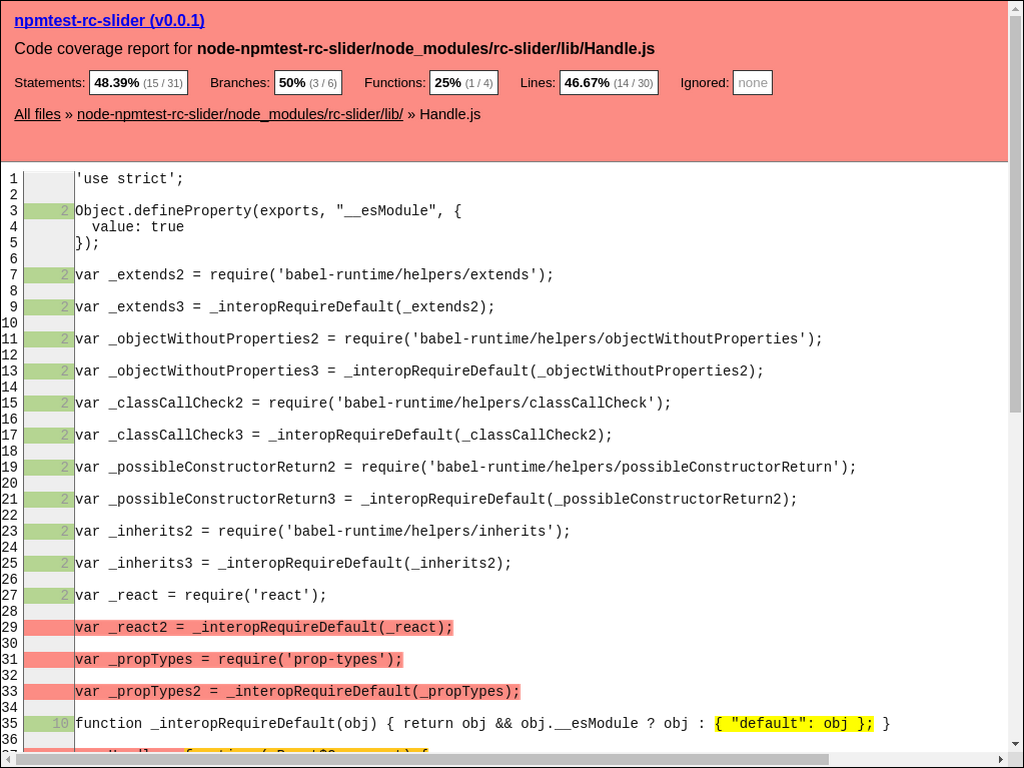 npmtest-rc-slider (v0.0.1)
Code coverage report for node-npmtest-rc-slider/node_modules/rc-slider/lib/Handle.js
Statements: 48.39% (15 / 31) Branches: 50% (3 / 6) Functions: 25% (1 / 4) Lines: 46.67% (14 / 30) Ignored: none
All files » node-npmtest-rc-slider/node_modules/rc-slider/lib/ » Handle.js
1 'use strict';
2
3 2 Object.defineProperty(exports, "__esModule", {
4 value: true
5 });
6
7 2 var _extends2 = require('babel-runtime/helpers/extends');
8
9 2 var _extends3 = _interopRequireDefault(_extends2);
10
11 2 var _objectWithoutProperties2 = require('babel-runtime/helpers/objectWithoutProperties');
12
13 2 var _objectWithoutProperties3 = _interopRequireDefault(_objectWithoutProperties2);
14
15 2 var _classCallCheck2 = require('babel-runtime/helpers/classCallCheck');
16
17 2 var _classCallCheck3 = _interopRequireDefault(_classCallCheck2);
18
19 2 var _possibleConstructorReturn2 = require('babel-runtime/helpers/possibleConstructorReturn');
20
21 2 var _possibleConstructorReturn3 = _interopRequireDefault(_possibleConstructorReturn2);
22
23 2 var _inherits2 = require('babel-runtime/helpers/inherits');
24
25 2 var _inherits3 = _interopRequireDefault(_inherits2);
26
27 2 var _react = require('react');
28
29 var _react2 = _interopRequireDefault(_react);
30
31 var _propTypes = require('prop-types');
32
33 var _propTypes2 = _interopRequireDefault(_propTypes);
34
35 10 function _interopRequireDefault(obj) { return obj && obj.__esModule ? obj : { "default": obj }; }
36